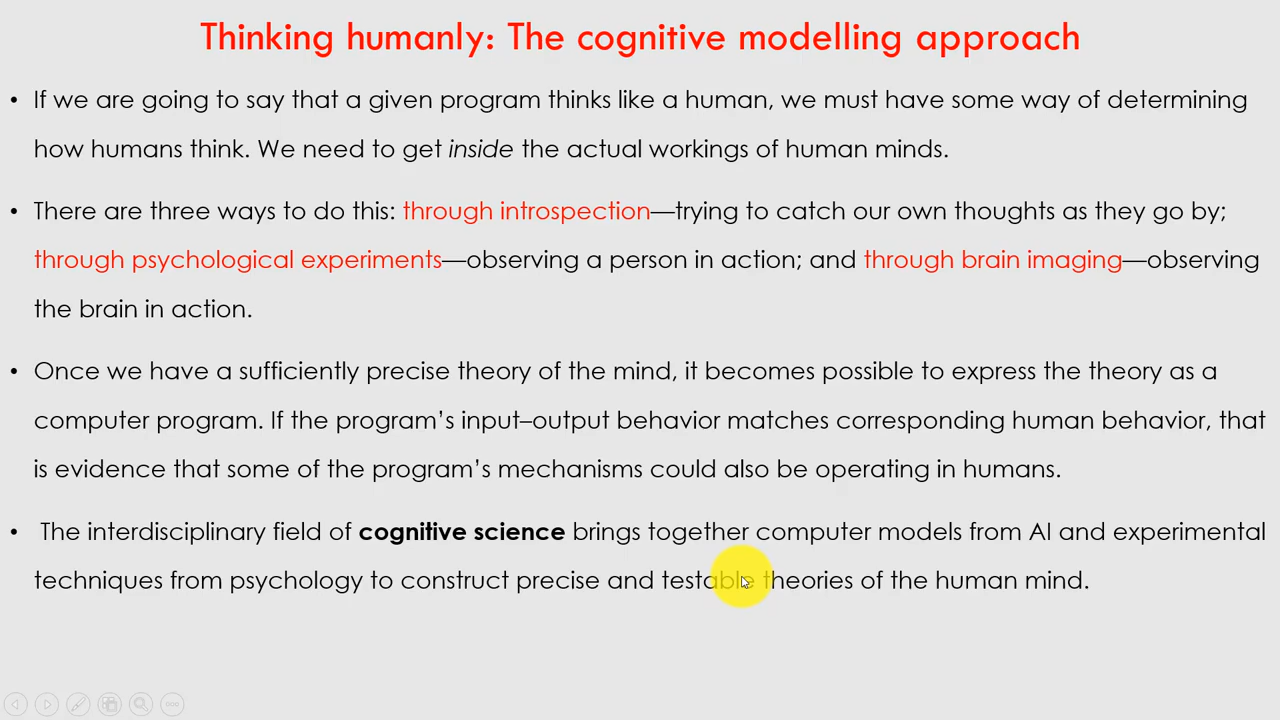 Thinking humanly: The cognitive modelling approach
• If we are going to say that a given program thinks like a human, we must have some way of determining
how humans think. We need to get inside the actual workings of human minds.
• There are three ways to do this: through introspection—trying to catch our own thoughts as they go by;
through psychological experiments—observing a person in action; and through brain imaging—observing
the brain in action.
• Once we have a sufficiently precise theory of the mind, it becomes possible to express the theory as a
computer program. If the program’s input–output behavior matches corresponding human behavior, that
is evidence that some of the program’s mechanisms could also be operating in humans.
• The interdisciplinary field of cognitive science brings together computer models from AI and experimental
techniques from psychology to construct precise and testable theories of the human mind.